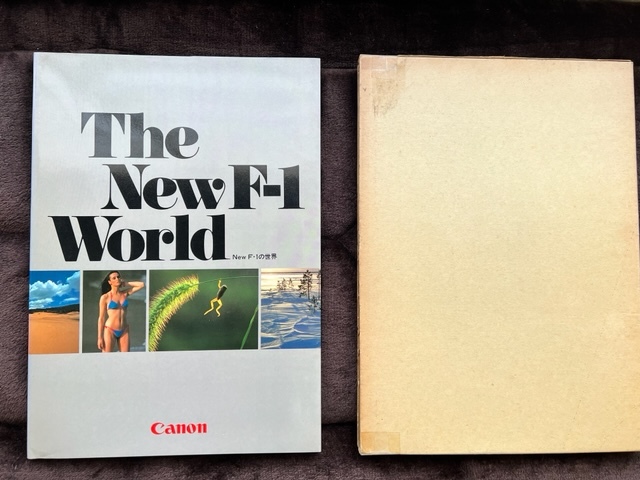 The
New F-1
World
New F-1の世界
Canon